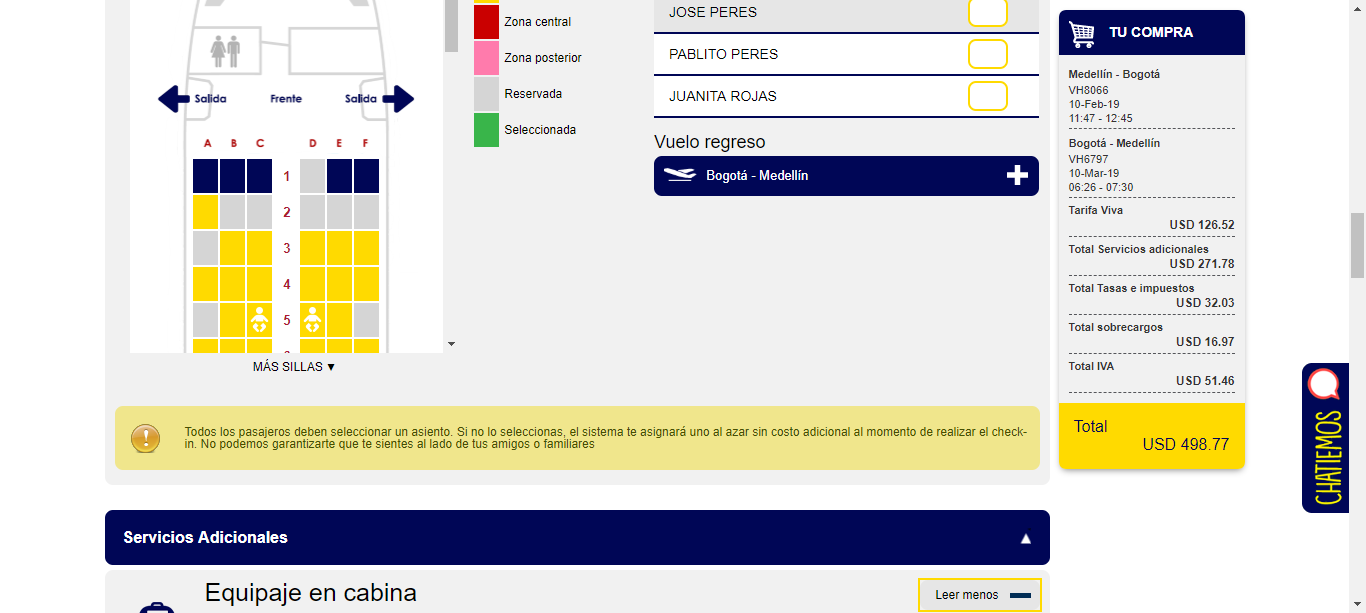 Salida
Frente
Salida
A B C D E F
1
2
3
4
5
MÁS SILLAS ▼
Zona central
Zona posterior
Reservada
Seleccionada
JOSE PERES
PABLITO PERES
JUANITA ROJAS
Vuelo regreso
Bogotá - Medellín
Todos los pasajeros deben seleccionar un asiento. Si no lo seleccionas, el sistema te asignará uno al azar sin costo adicional al momento de realizar el check-
in. No podemos garantizarte que te sientes al lado de tus amigos o familiares
Servicios Adicionales
Equipaje en cabina
Leer menos
TU COMPRA
Medellín - Bogotá
VH8066
10-Feb-19
11:47 - 12:45
Bogotá - Medellín
VH6797
10-Mar-19
06:26 - 07:30
Tarifa Viva
USD 126.52
Total Servicios adicionales
USD 271.78
Total Tasas e impuestos
USD 32.03
Total sobrecargos
USD 16.97
Total IVA
USD 51.46
Total
USD 498.77
CHATIEMOS